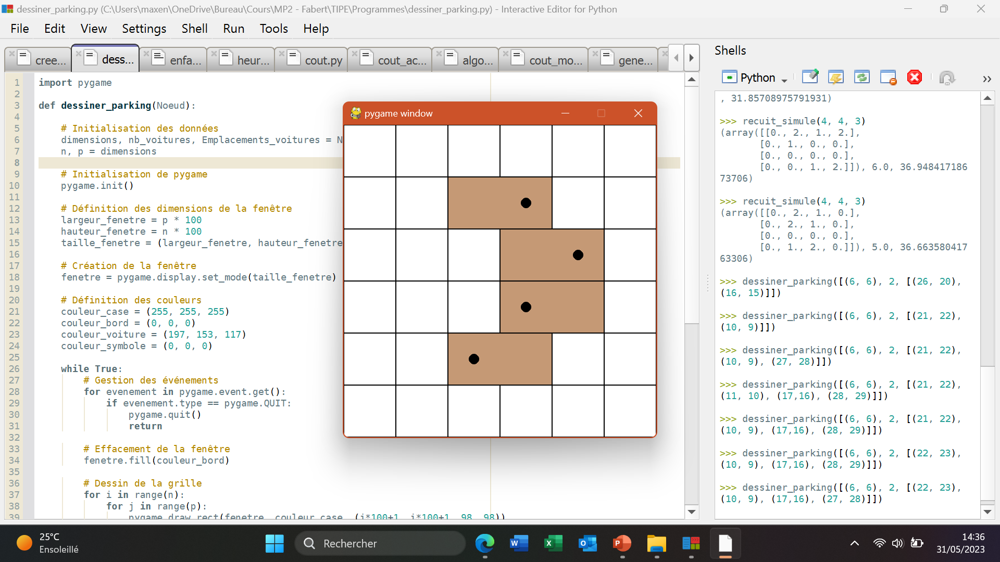 dessiner_parking.py (C:\Users\maxen\OneDrive\Bureau\Cours\MP2 - Fabert\TIPE\Programmes\dessiner_parking.py) - Interactive Editor for Python
File Edit View Settings Shell Run Tools Help
cree... dess... enfa... heur... cout.py cout_ac... algo... cout_mo... gene...
1 import pygame
2
3 def dessiner_parking(Noeud):
4
5 # Initialisation des données
6 dimensions, nb_voitures, Emplacements_voitures = N
7 n, p = dimensions
8
9 # Initialisation de pygame
10 pygame.init()
11
12 # Définition des dimensions de la fenêtre
13 largeur_fenetre = p * 100
14 hauteur_fenetre = n * 100
15 taille_fenetre = (largeur_fenetre, hauteur_fenetre
16
17 # Création de la fenêtre
18 fenetre = pygame.display.set_mode(taille_fenetre)
19
20 # Définition des couleurs
21 couleur_case = (255, 255, 255)
22 couleur_bord = (0, 0, 0)
23 couleur_voiture = (197, 153, 117)
24 couleur_symbole = (0, 0, 0)
25
26 while True:
27 # Gestion des événements
28 for evenement in pygame.event.get():
29 if evenement.type == pygame.QUIT:
30 pygame.quit()
31 return
32
33 # Effacement de la fenêtre
34 fenetre.fill(couleur_bord)
35
36 # Dessin de la grille
37 for i in range(n):
38 for j in range(p):
39 pygame.draw.rect(fenetre, couleur_case, (j*100+1, i*100+1, 98, 98))
pygame window
Shells
Python
, 31.85708975791931)
>>> recuit_simule(4, 4, 3)
(array([[0., 2., 1., 2.],
[0., 1., 0., 0.],
[0., 0., 0., 0.],
[0., 0., 1., 2.]]), 6.0, 36.948417186
73706)
>>> recuit_simule(4, 4, 3)
(array([[0., 2., 1., 0.],
[0., 2., 1., 0.],
[0., 0., 0., 0.],
[0., 1., 2., 0.]]), 5.0, 36.663580417
63306)
>>> dessiner_parking([(6, 6), 2, [(26, 20),
(16, 15)]])
>>> dessiner_parking([(6, 6), 2, [(21, 22),
(10, 9)]])
>>> dessiner_parking([(6, 6), 2, [(21, 22),
(10, 9), (27, 28)]])
>>> dessiner_parking([(6, 6), 2, [(21, 22),
(11, 10), (17,16), (28, 29)]])
>>> dessiner_parking([(6, 6), 2, [(21, 22),
(10, 9), (17,16), (28, 29)]])
>>> dessiner_parking([(6, 6), 2, [(22, 23),
(10, 9), (17,16), (28, 29)]])
>>> dessiner_parking([(6, 6), 2, [(22, 23),
(10, 9), (17,16), (27, 28)]])
25°C
Ensoleillé
Rechercher
14:36
31/05/2023